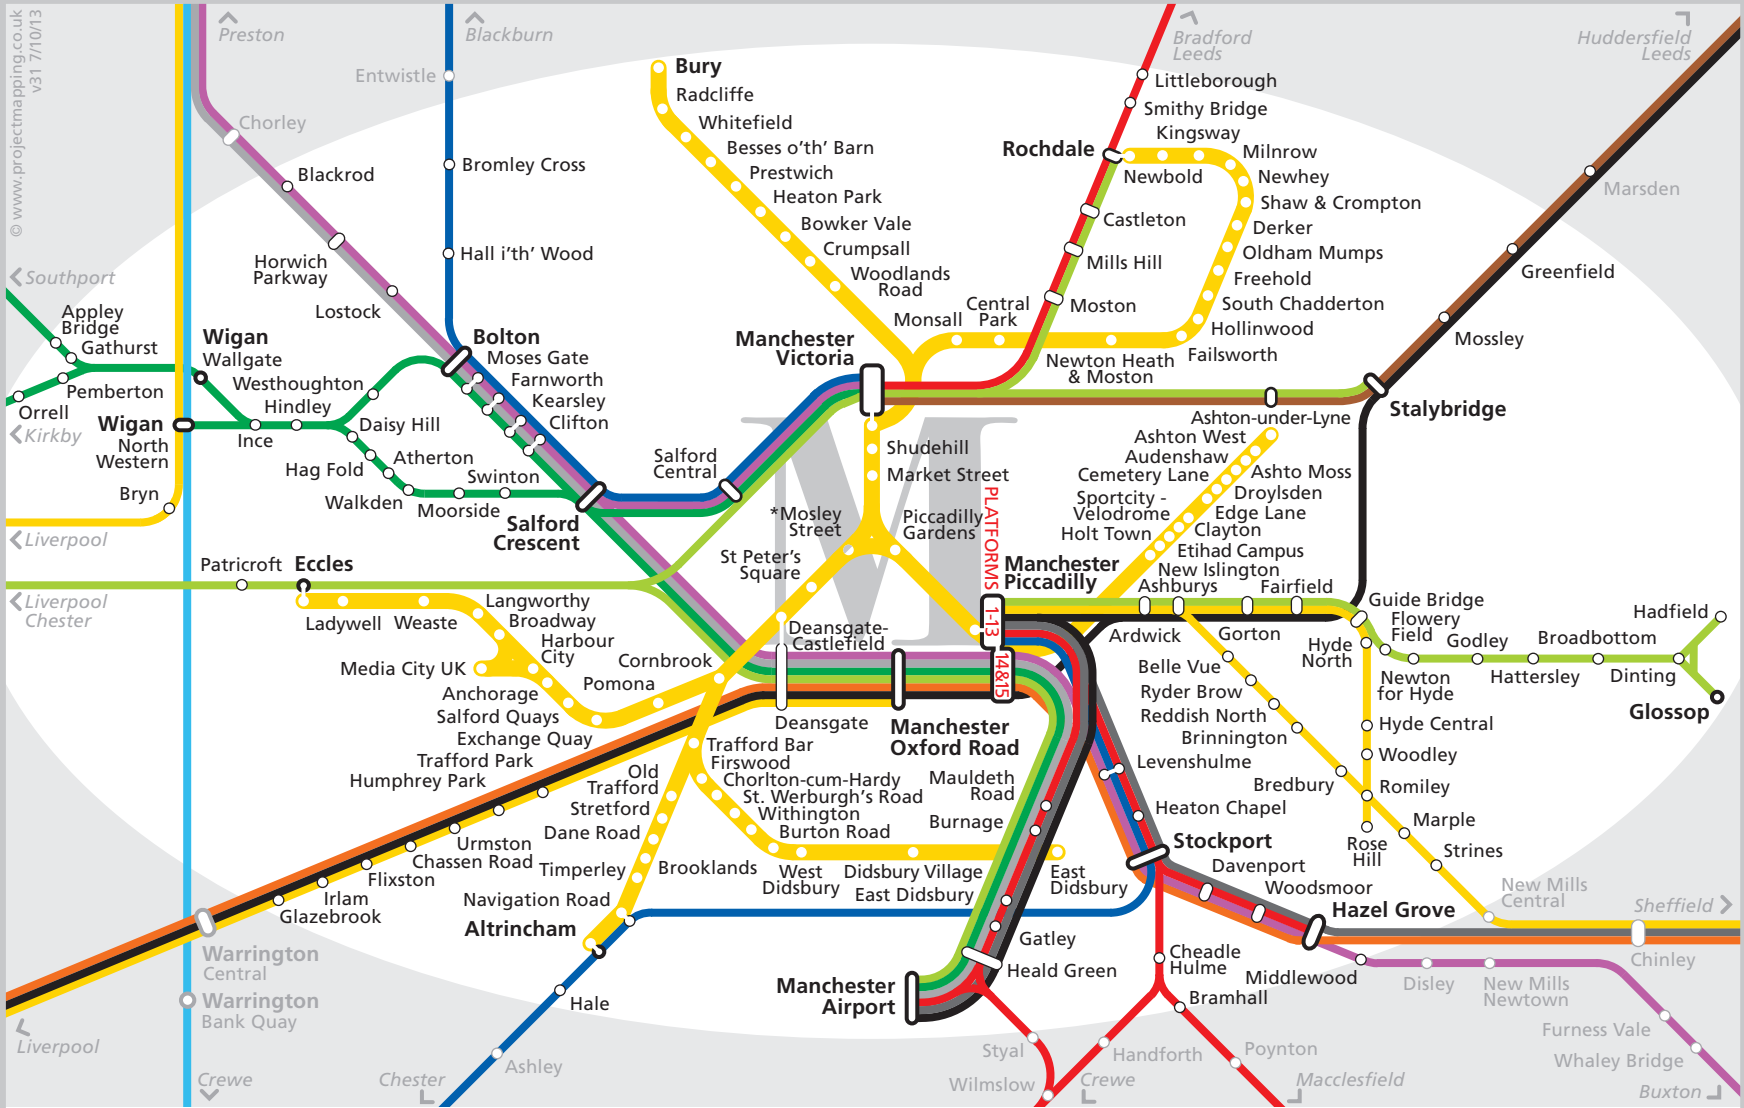 © www.projectmapping.co.uk
v31 7/10/13
Preston
Blackburn
Bradford
Leeds
Huddersfield
Leeds
Entwistle
Bury
Radcliffe
Whitefield
Besses o'th' Barn
Prestwich
Heaton Park
Bowker Vale
Crumpsall
Woodlands
Road
Littleborough
Smithy Bridge
Kingsway
Rochdale
Newbold
Milnrow
Newhey
Shaw & Crompton
Derker
Oldham Mumps
Freehold
South Chadderton
Hollinwood
Failsworth
Castleton
Mills Hill
Moston
Central
Park
Monsall
Newton Heath
& Moston
Marsden
Greenfield
Mossley
Stalybridge
Chorley
Blackrod
Horwich
Parkway
Lostock
Bromley Cross
Hall i'th' Wood
Bolton
Moses Gate
Farnworth
Kearsley
Clifton
Southport
Appley
Bridge
Gathurst
Wigan
Wallgate
Pemberton
Orrell
Kirkby
Wigan
North
Western
Bryn
Liverpool
Westhoughton
Hindley
Ince
Daisy Hill
Hag Fold
Atherton
Walkden
Swinton
Moorside
Salford
Crescent
Salford
Central
Manchester
Victoria
M
Shudehill
Market Street
*Mosley
Street
Piccadilly
Gardens
St Peter's
Square
Ashton-under-Lyne
Ashton West
Audenshaw
Cemetery Lane
Ashto Moss
Droylsden
Sportcity -
Velodrome
Edge Lane
Clayton
Holt Town
Etihad Campus
New Islington
PLATFORMS
1-13
14&15
Manchester
Piccadilly
Ashburys
Fairfield
Ardwick
Gorton
Guide Bridge
Flowery
Field
Hyde
North
Godley
Newton
for Hyde
Hattersley
Broadbottom
Dinting
Hadfield
Glossop
Patricroft
Eccles
Liverpool
Chester
Ladywell
Weaste
Langworthy
Broadway
Harbour
City
Media City UK
Anchorage
Salford Quays
Exchange Quay
Pomona
Cornbrook
Deansgate-
Castlefield
Deansgate
Manchester
Oxford Road
Trafford Park
Humphrey Park
Urmston
Chassen Road
Flixton
Irlam
Glazebrook
Warrington
Central
Warrington
Bank Quay
Liverpool
Crewe
Trafford Bar
Firswood
Chorlton-cum-Hardy
St. Werburgh's Road
Withington
Burton Road
West
Didsbury
Didsbury Village
East Didsbury
East
Didsbury
Old
Trafford
Stretford
Dane Road
Timperley
Brooklands
Navigation Road
Altrincham
Hale
Ashley
Chester
Mauldeth
Road
Burnage
Gatley
Heald Green
Manchester
Airport
Styal
Wilmslow
Crewe
Handforth
Cheadle
Hulme
Bramhall
Poynton
Macclesfield
Levenshulme
Heaton Chapel
Stockport
Davenport
Woodsmoor
Hazel Grove
Middlewood
Disley
New Mills
Newtown
Furness Vale
Whaley Bridge
Buxton
Belle Vue
Ryder Brow
Reddish North
Brinnington
Bredbury
Hyde Central
Woodley
Romiley
Rose
Hill
Marple
Strines
New Mills
Central
Sheffield
Chinley